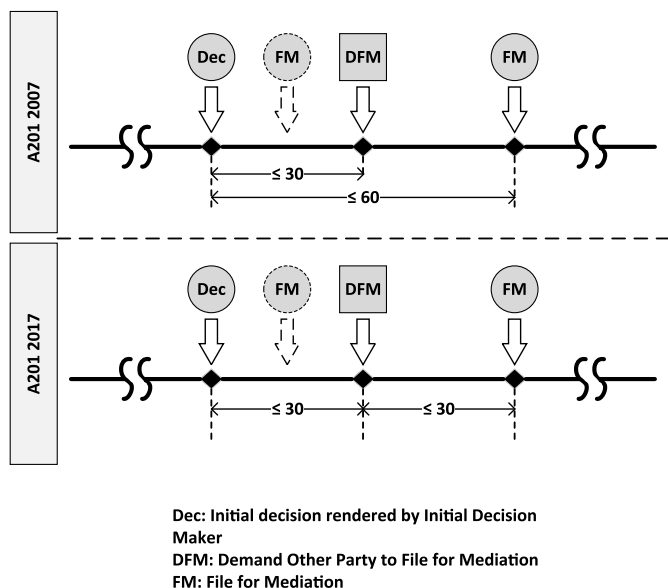 A201 2007
Dec
FM
DFM
FM
≤ 30
≤ 60
A201 2017
Dec
FM
DFM
FM
≤ 30
≤ 30
Dec: Initial decision rendered by Initial Decision
Maker
DFM: Demand Other Party to File for Mediation
FM: File for Mediation